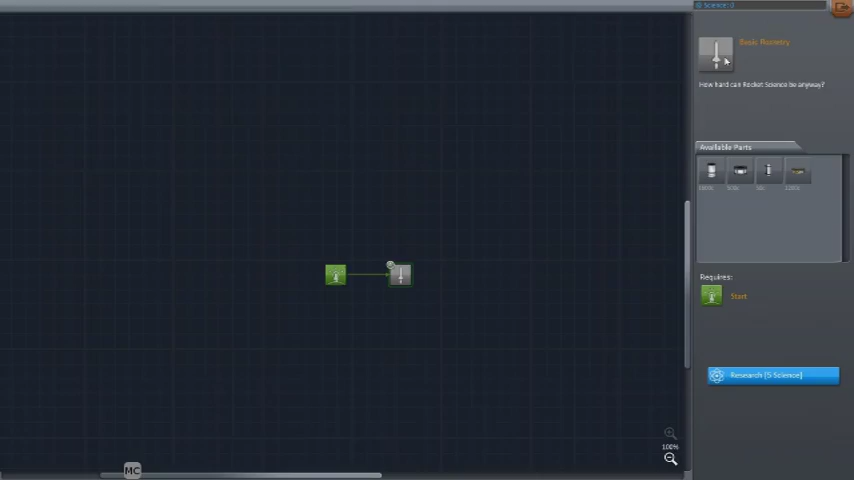 Science: 0
Basic Rocketry
How hard can Rocket Science be anyway?
Available Parts
Requires:
Start
Research [5 Science]
100%
MC